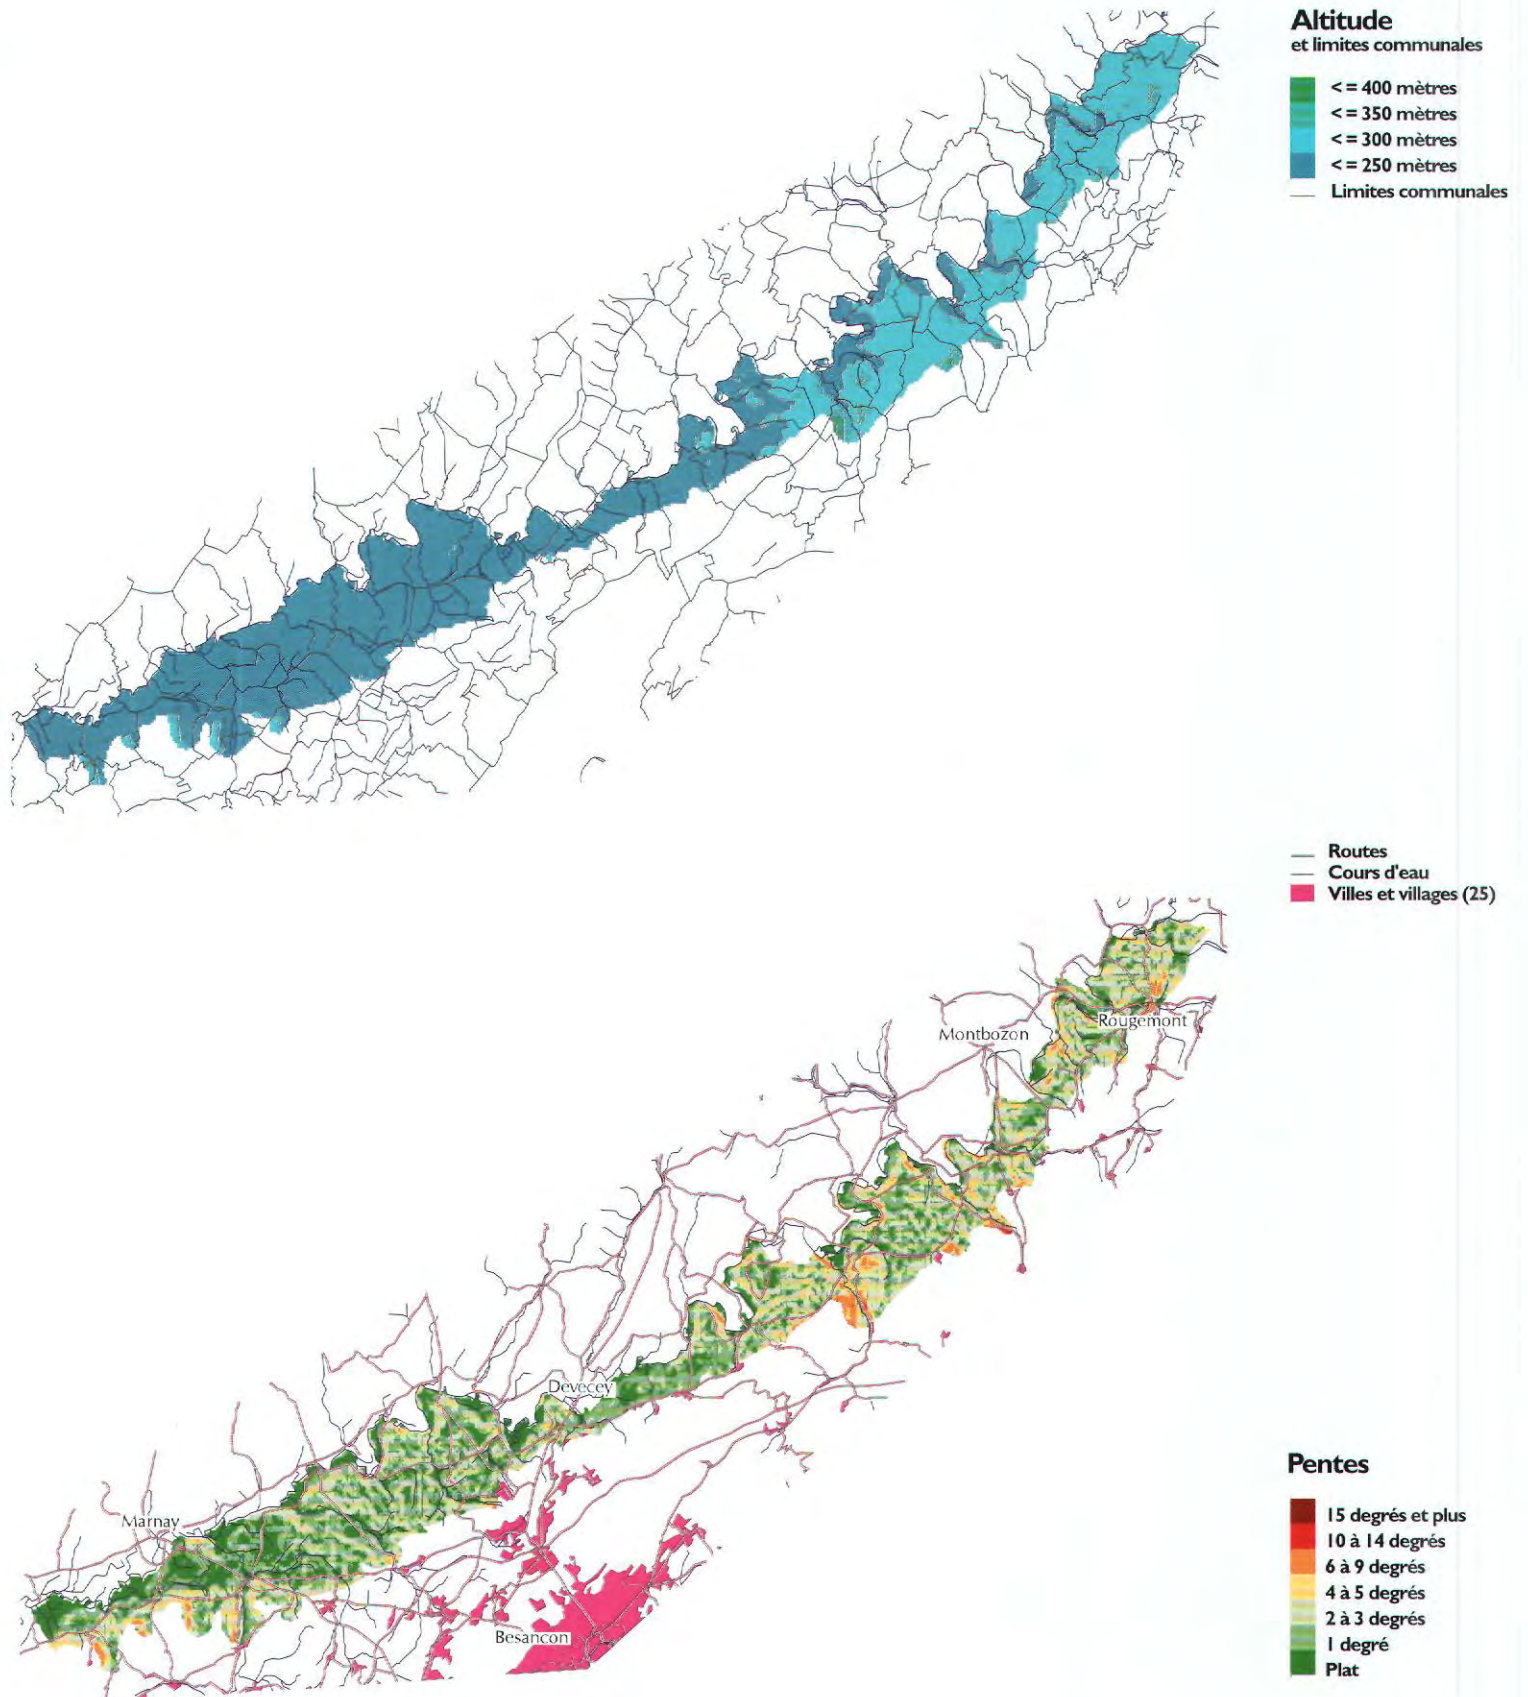 Altitude
et limites communales
< = 400 mètres
< = 350 mètres
< = 300 mètres
< = 250 mètres
Limites communales
Routes
Cours d'eau
Villes et villages (25)
Rougemont
Montbozon
Devecey
Marnay
Besancon
Pentes
15 degrés et plus
10 à 14 degrés
6 à 9 degrés
4 à 5 degrés
2 à 3 degrés
1 degré
Plat